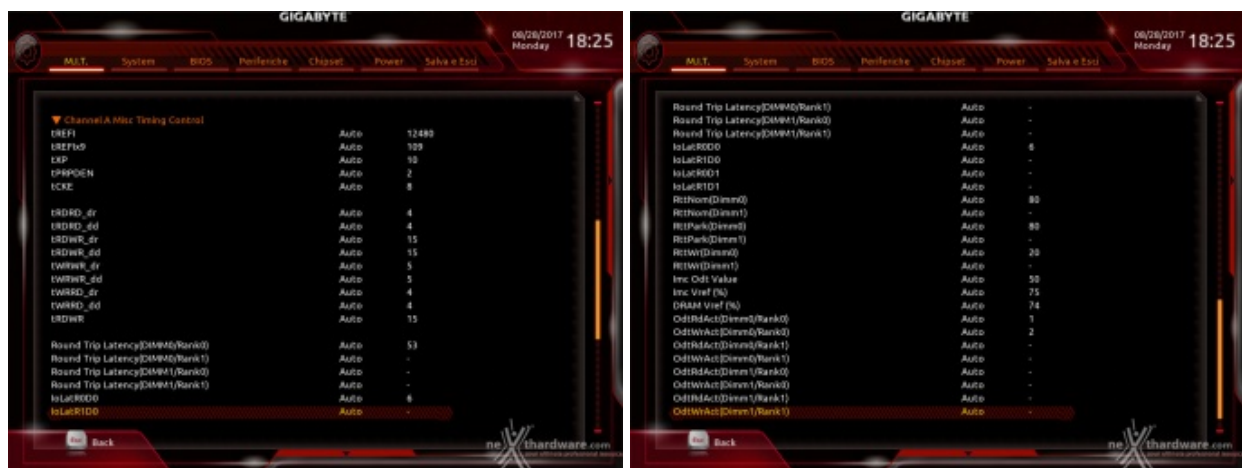 GIGABYTE
08/28/2017 Monday 18:25
M.I.T. System BIOS Periferiche Chipset Power Salva e Esci
▼ Channel A Misc Timing Control
tREFI Auto 12480
tREFIx9 Auto 109
tXP Auto 10
tPRPDEN Auto 2
tCKE Auto 8
tRDRD_dr Auto 4
tRDRD_dd Auto 4
tRDWR_dr Auto 15
tRDWR_dd Auto 15
tWRWR_dr Auto 5
tWRWR_dd Auto 5
tWRRD_dr Auto 4
tWRRD_dd Auto 4
tRDWR Auto 15
Round Trip Latency(DIMM0/Rank0) Auto 53
Round Trip Latency(DIMM0/Rank1) Auto -
Round Trip Latency(DIMM1/Rank0) Auto -
Round Trip Latency(DIMM1/Rank1) Auto -
IoLatR0D0 Auto 6
IoLatR1D0 Auto -
Esc Back
nexthardware.com
GIGABYTE
08/28/2017 Monday 18:25
M.I.T. System BIOS Periferiche Chipset Power Salva e Esci
Round Trip Latency(DIMM0/Rank1) Auto -
Round Trip Latency(DIMM1/Rank0) Auto -
Round Trip Latency(DIMM1/Rank1) Auto -
IoLatR0D0 Auto 6
IoLatR1D0 Auto -
IoLatR0D1 Auto -
IoLatR1D1 Auto -
RttNom(Dimm0) Auto 80
RttNom(Dimm1) Auto -
RttPark(Dimm0) Auto 80
RttPark(Dimm1) Auto -
RttWr(Dimm0) Auto 20
RttWr(Dimm1) Auto -
Imc Odt Value Auto 50
Imc Vref (%) Auto 75
DRAM Vref (%) Auto 74
OdtRdAct(Dimm0/Rank0) Auto 1
OdtWrAct(Dimm0/Rank0) Auto 2
OdtRdAct(Dimm0/Rank1) Auto -
OdtWrAct(Dimm0/Rank1) Auto -
OdtRdAct(Dimm1/Rank0) Auto -
OdtWrAct(Dimm1/Rank0) Auto -
OdtRdAct(Dimm1/Rank1) Auto -
OdtWrAct(Dimm1/Rank1) Auto -
Esc Back
nexthardware.com